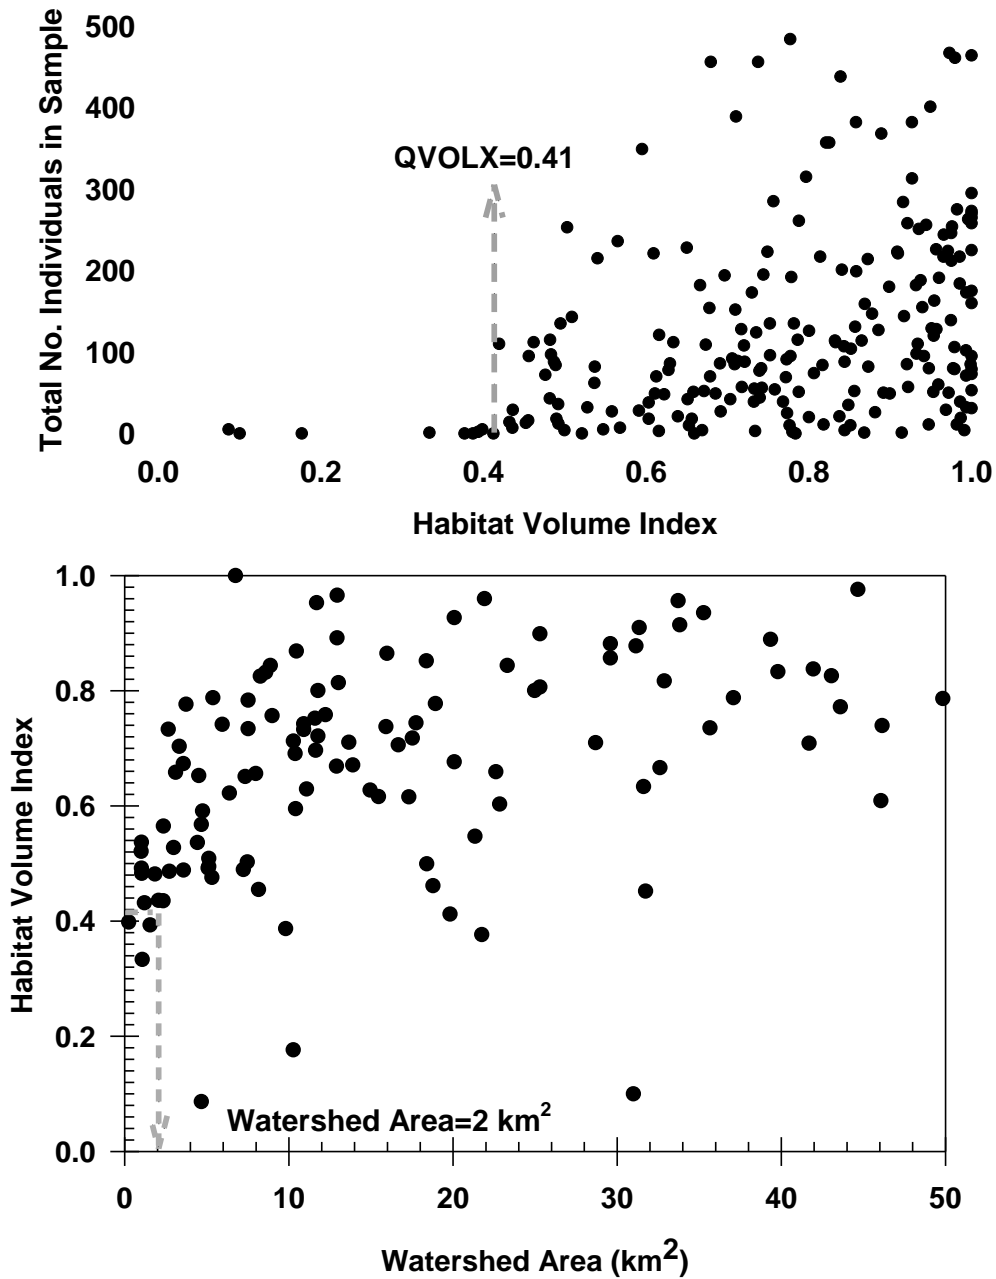 Total No. Individuals in Sample
500
400
300
200
100
0
QVOLX=0.41
0.0 0.2 0.4 0.6 0.8 1.0
Habitat Volume Index
Habitat Volume Index
1.0
0.8
0.6
0.4
0.2
0.0
Watershed Area=2 km²
0 10 20 30 40 50
Watershed Area (km²)